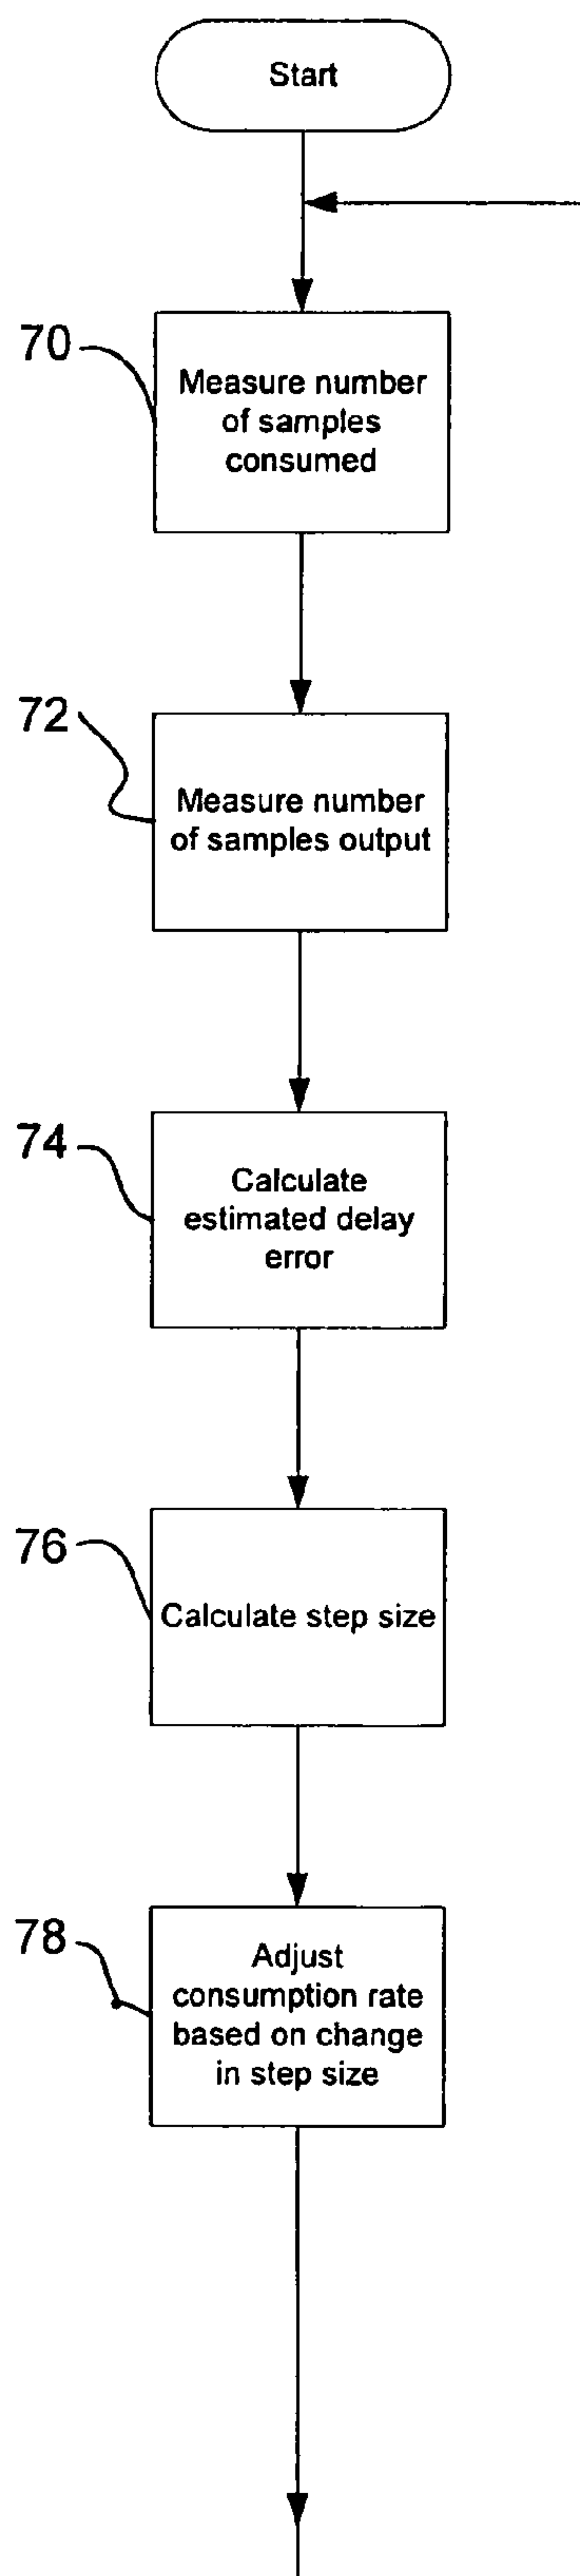 Start
70
Measure number
of samples
consumed
72
Measure number
of samples output
74
Calculate
estimated delay
error
76
Calculate step size
78
Adjust
consumption rate
based on change
in step size